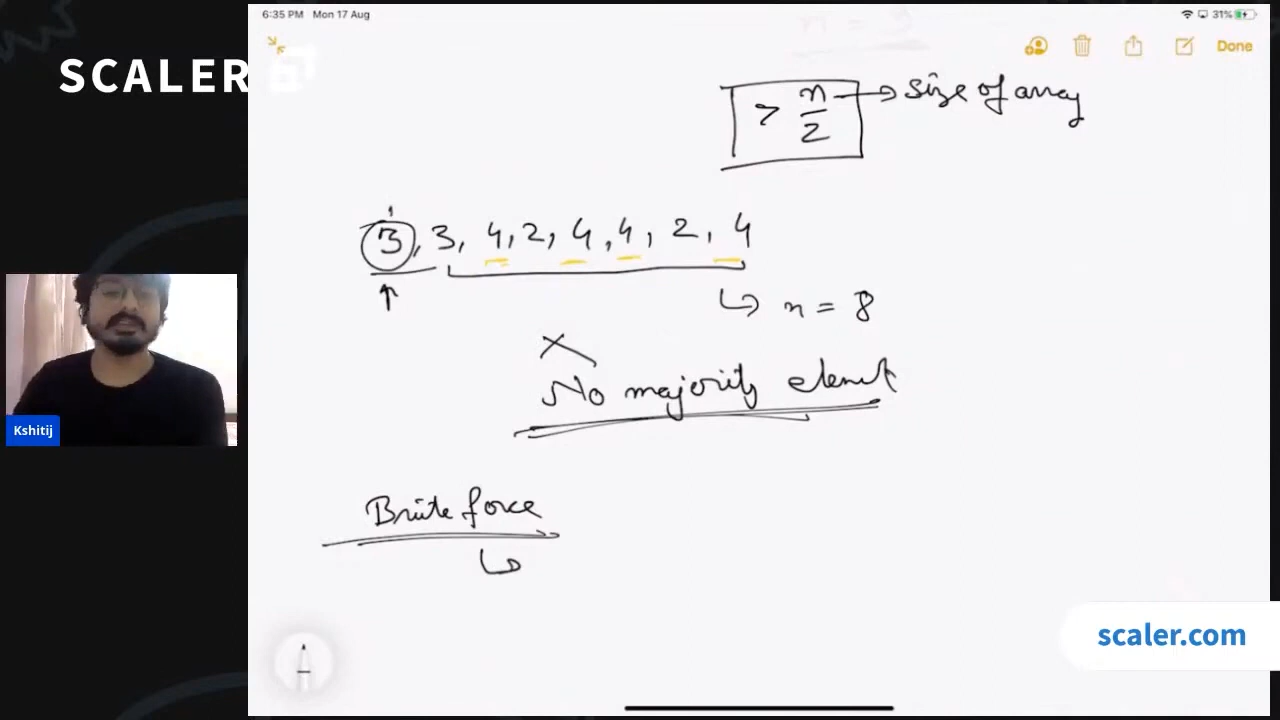 6:35 PM Mon 17 Aug
31%
SCALER
Done
> n/2 → size of array
3, 3, 4, 2, 4, 4, 2, 4
n = 8
No majority element
Kshitij
Brute force
scaler.com